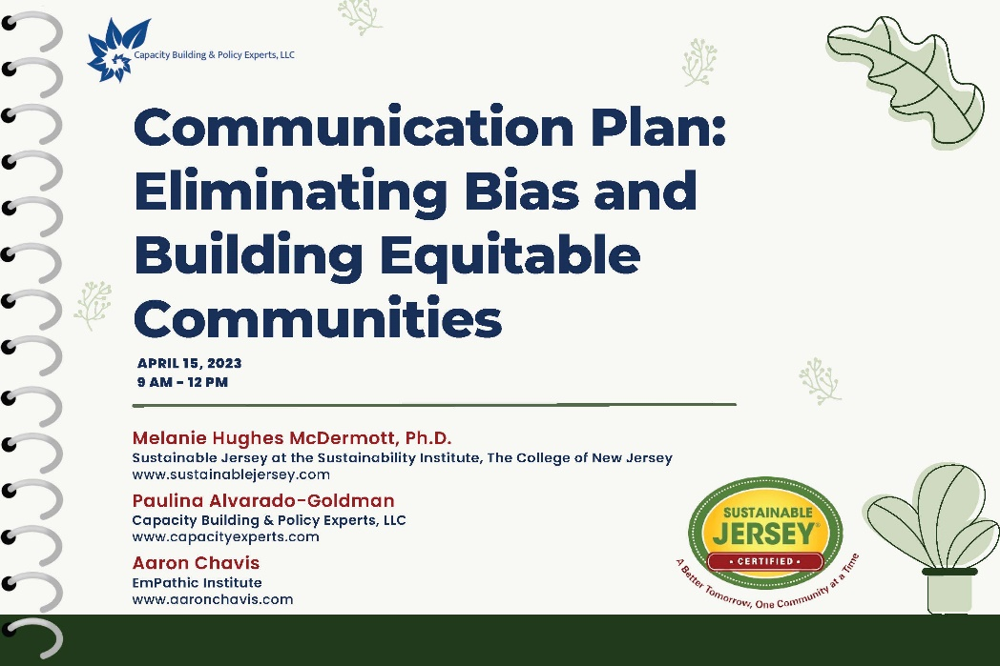 Capacity Building & Policy Experts, LLC
Communication Plan:
Eliminating Bias and
Building Equitable
Communities
APRIL 15, 2023
9 AM - 12 PM
Melanie Hughes McDermott, Ph.D.
Sustainable Jersey at the Sustainability Institute, The College of New Jersey
www.sustainablejersey.com
Paulina Alvarado-Goldman
Capacity Building & Policy Experts, LLC
www.capacityexperts.com
Aaron Chavis
EmPathic Institute
www.aaronchavis.com
SUSTAINABLE
JERSEY®
• CERTIFIED •
A Better Tomorrow, One Community at a Time